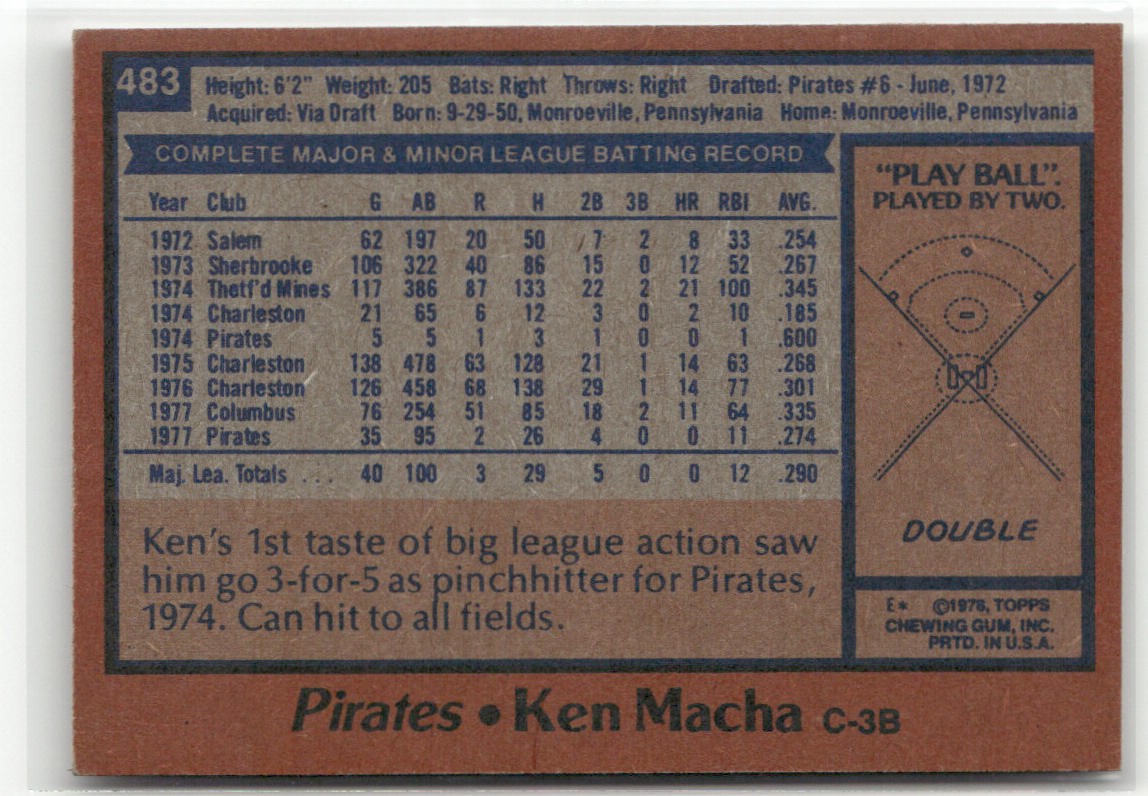 483
Height: 6'2" Weight: 205 Bats: Right Throws: Right Drafted: Pirates #6 - June, 1972
Acquired: Via Draft Born: 9-29-50, Monroeville, Pennsylvania Home: Monroeville, Pennsylvania
COMPLETE MAJOR & MINOR LEAGUE BATTING RECORD
Year Club G AB R H 2B 3B HR RBI AVG.
1972 Salem 62 197 20 50 7 2 8 33 .254
1973 Sherbrooke 106 322 40 86 15 0 12 52 .267
1974 Thetf'd Mines 117 386 87 133 22 2 21 100 .345
1974 Charleston 21 65 6 12 3 0 2 10 .185
1974 Pirates 5 5 1 3 1 0 0 1 .600
1975 Charleston 138 478 63 128 21 1 14 63 .268
1976 Charleston 126 458 68 138 29 1 14 77 .301
1977 Columbus 76 254 51 85 18 2 11 64 .335
1977 Pirates 35 95 2 26 4 0 0 11 .274
Maj. Lea. Totals ... 40 100 3 29 5 0 0 12 .290
Ken's 1st taste of big league action saw
him go 3-for-5 as pinchhitter for Pirates,
1974. Can hit to all fields.
"PLAY BALL".
PLAYED BY TWO.
DOUBLE
E* ©1978, TOPPS
CHEWING GUM, INC.
PRTD. IN U.S.A.
Pirates • Ken Macha C-3B